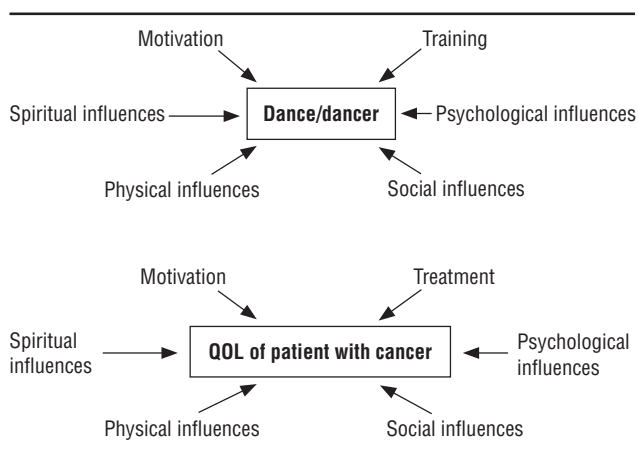 Motivation Training
Spiritual influences Dance/dancer Psychological influences
Physical influences Social influences
Motivation Treatment
Spiritual
influences
QOL of patient with cancer
Psychological
influences
Physical influences Social influences